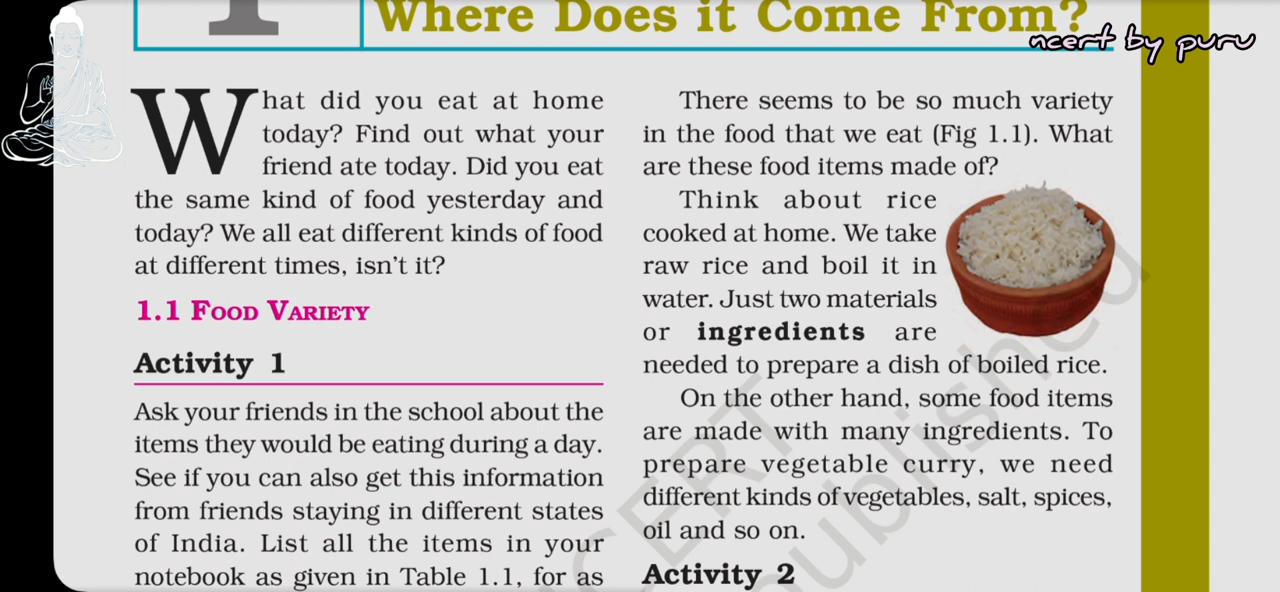 1
Where Does it Come From?
ncert by puru
What did you eat at home
today? Find out what your
friend ate today. Did you eat
the same kind of food yesterday and
today? We all eat different kinds of food
at different times, isn't it?
1.1 FOOD VARIETY
Activity 1
Ask your friends in the school about the
items they would be eating during a day.
See if you can also get this information
from friends staying in different states
of India. List all the items in your
notebook as given in Table 1.1, for as
There seems to be so much variety
in the food that we eat (Fig 1.1). What
are these food items made of?
Think about rice
cooked at home. We take
raw rice and boil it in
water. Just two materials
or ingredients are
needed to prepare a dish of boiled rice.
On the other hand, some food items
are made with many ingredients. To
prepare vegetable curry, we need
different kinds of vegetables, salt, spices,
oil and so on.
Activity 2
NCERT
published